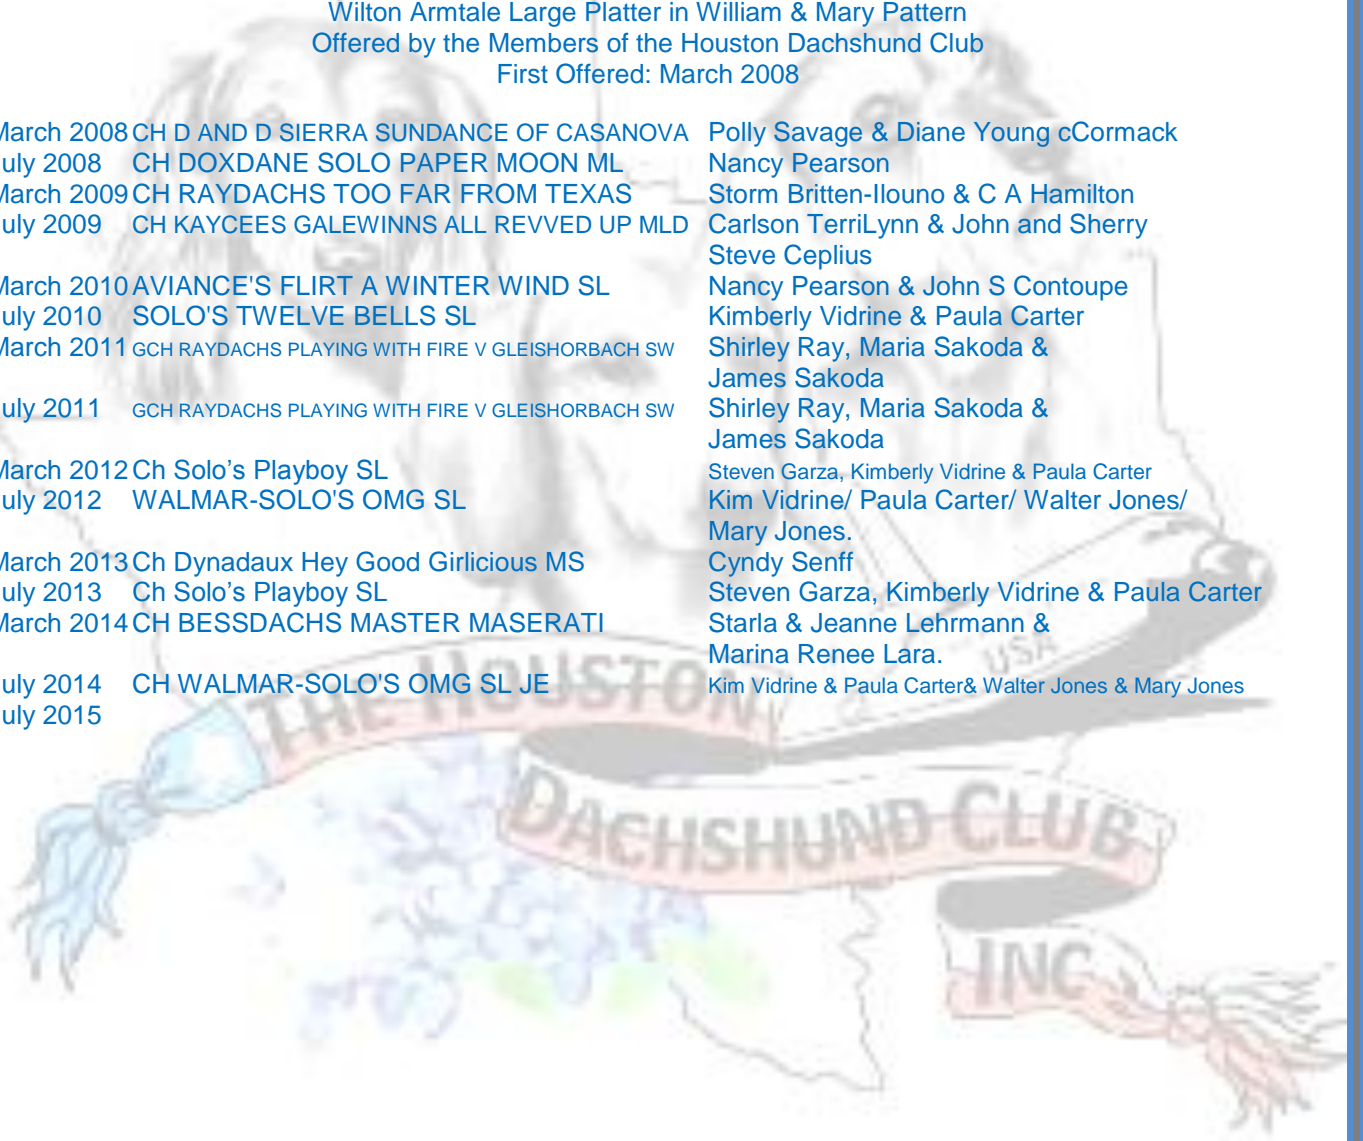 Wilton Armtale Large Platter in William & Mary Pattern
Offered by the Members of the Houston Dachshund Club
First Offered: March 2008
March 2008 CH D AND D SIERRA SUNDANCE OF CASANOVA Polly Savage & Diane Young cCormack
uly 2008 CH DOXDANE SOLO PAPER MOON ML Nancy Pearson
March 2009 CH RAYDACHS TOO FAR FROM TEXAS Storm Britten-Ilouno & C A Hamilton
uly 2009 CH KAYCEES GALEWINNS ALL REVVED UP MLD Carlson TerriLynn & John and Sherry
Steve Ceplius
March 2010 AVIANCE'S FLIRT A WINTER WIND SL Nancy Pearson & John S Contoupe
uly 2010 SOLO'S TWELVE BELLS SL Kimberly Vidrine & Paula Carter
March 2011 GCH RAYDACHS PLAYING WITH FIRE V GLEISHORBACH SW Shirley Ray, Maria Sakoda &
James Sakoda
uly 2011 GCH RAYDACHS PLAYING WITH FIRE V GLEISHORBACH SW Shirley Ray, Maria Sakoda &
James Sakoda
March 2012 Ch Solo’s Playboy SL Steven Garza, Kimberly Vidrine & Paula Carter
uly 2012 WALMAR-SOLO'S OMG SL Kim Vidrine/ Paula Carter/ Walter Jones/
Mary Jones.
March 2013 Ch Dynadaux Hey Good Girlicious MS Cyndy Senff
uly 2013 Ch Solo’s Playboy SL Steven Garza, Kimberly Vidrine & Paula Carter
March 2014 CH BESSDACHS MASTER MASERATI Starla & Jeanne Lehrmann &
Marina Renee Lara.
uly 2014 CH WALMAR-SOLO'S OMG SL JE Kim Vidrine & Paula Carter& Walter Jones & Mary Jones
uly 2015
USA
THE HOUSTON
DACHSHUND CLUB
INC